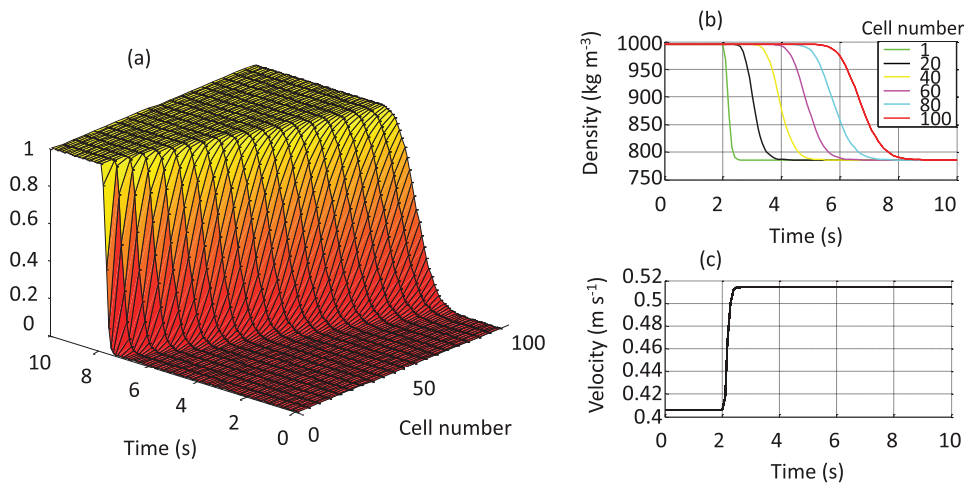 (a)
1
0.8
0.6
0.4
0.2
0
10
8
6
4
2
0
0
50
100
Time (s)
Cell number
(b)
Cell number
1
20
40
60
80
100
Density (kg m⁻³)
1000
950
900
850
800
750
0 2 4 6 8 10
Time (s)
(c)
Velocity (m s⁻¹)
0.52
0.5
0.48
0.46
0.44
0.42
0.4
0 2 4 6 8 10
Time (s)